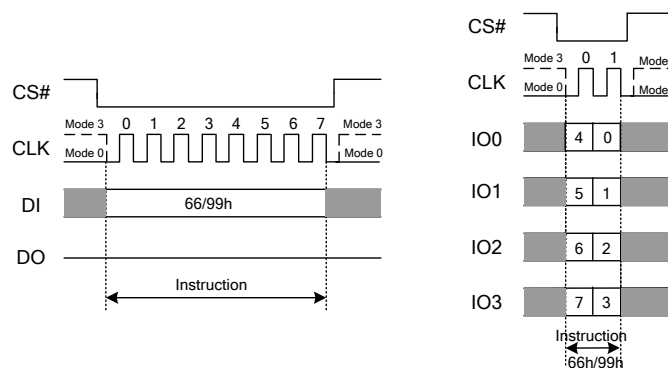 CS#
Mode 3 0 1 2 3 4 5 6 7 Mode 3
CLK
Mode 0 Mode 0
DI 66/99h
DO
Instruction
CS#
Mode 3 0 1 Mode
CLK
Mode 0 Mode
IO0 4 0
IO1 5 1
IO2 6 2
IO3 7 3
Instruction
66h/99h